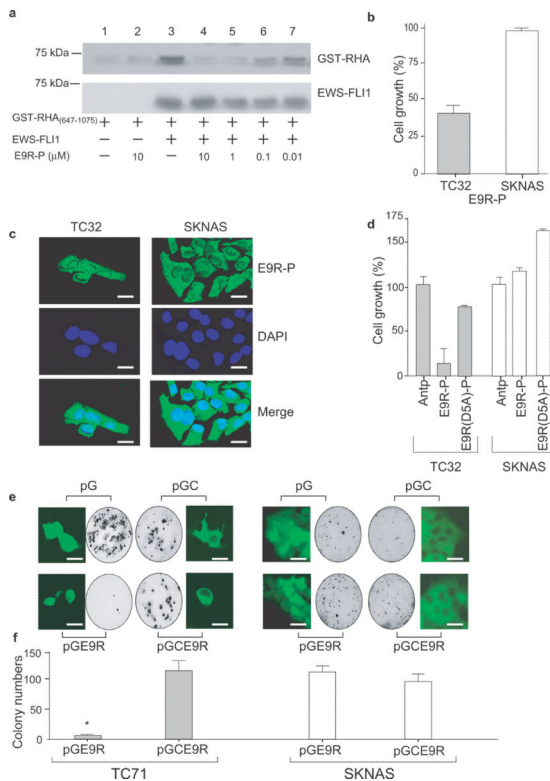 a
1 2 3 4 5 6 7
75 kDa
GST-RHA
75 kDa
EWS-FLI1
GST-RHA(647-1075) + + + + + + +
EWS-FLI1 — — + + + + +
E9R-P (µM) — 10 — 10 1 0.1 0.01
b
Cell growth (%)
100
75
50
25
0
TC32 SKNAS
E9R-P
c
TC32 SKNAS
E9R-P
DAPI
Merge
d
Cell growth (%)
175
150
100
50
0
Antp E9R-P E9R(D5A)-P Antp E9R-P E9R(D5A)-P
TC32 SKNAS
e
pG pGC pG pGC
pGE9R pGCE9R pGE9R pGCE9R
f
Colony numbers
150
100
50
0
*
pGE9R pGCE9R pGE9R pGCE9R
TC71 SKNAS